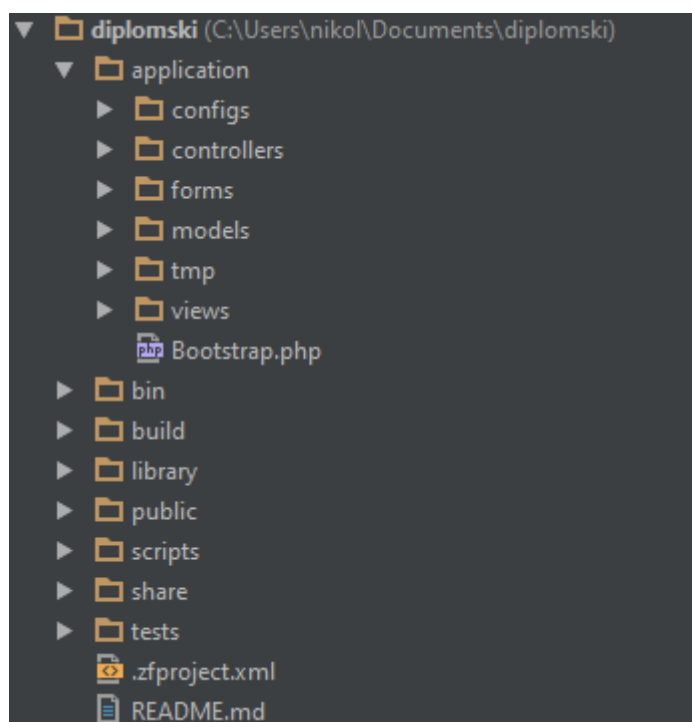 diplomski (C:\Users\nikol\Documents\diplomski)
application
configs
controllers
forms
models
tmp
views
php Bootstrap.php
bin
build
library
public
scripts
share
tests
.zfproject.xml
README.md